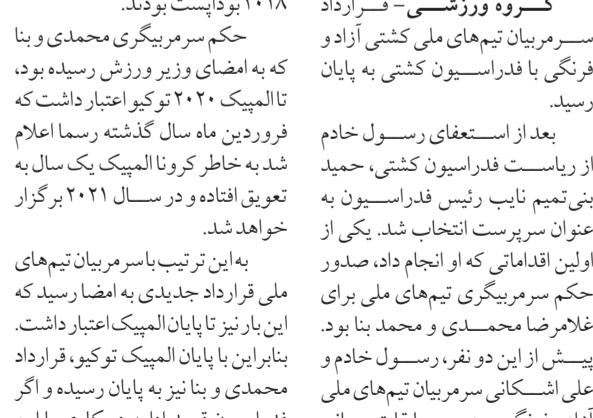 گروه ورزشی- قرارداد
سرمربیان تیم‌های ملی کشتی آزاد و
فرنگی با فدراسیون کشتی به پایان
رسید.
بعد از استعفای رسول خادم
از ریاست فدراسیون کشتی، حمید
بنی‌تمیم نایب رئیس فدراسیون به
عنوان سرپرست انتخاب شد. یکی از
اولین اقداماتی که او انجام داد، صدور
حکم سرمربیگری تیم‌های ملی برای
غلامرضا محمدی و محمد بنا بود.
پیش از این دو نفر، رسول خادم و
علی اشکانی سرمربیان تیم‌های ملی
۲۰۱۸ بوداپست بودند.
حکم سرمربیگری محمدی و بنا
که به امضای وزیر ورزش رسیده بود،
تا المپیک ۲۰۲۰ توکیو اعتبار داشت که
فروردین ماه سال گذشته رسما اعلام
شد به خاطر کرونا المپیک یک سال به
تعویق افتاده و در سال ۲۰۲۱ برگزار
خواهد شد.
به این ترتیب با سرمربیان تیم‌های
ملی قرارداد جدیدی به امضا رسید که
این بار نیز تا پایان المپیک اعتبار داشت.
بنابراین با پایان المپیک توکیو، قرارداد
محمدی و بنا نیز به پایان رسیده و اگر